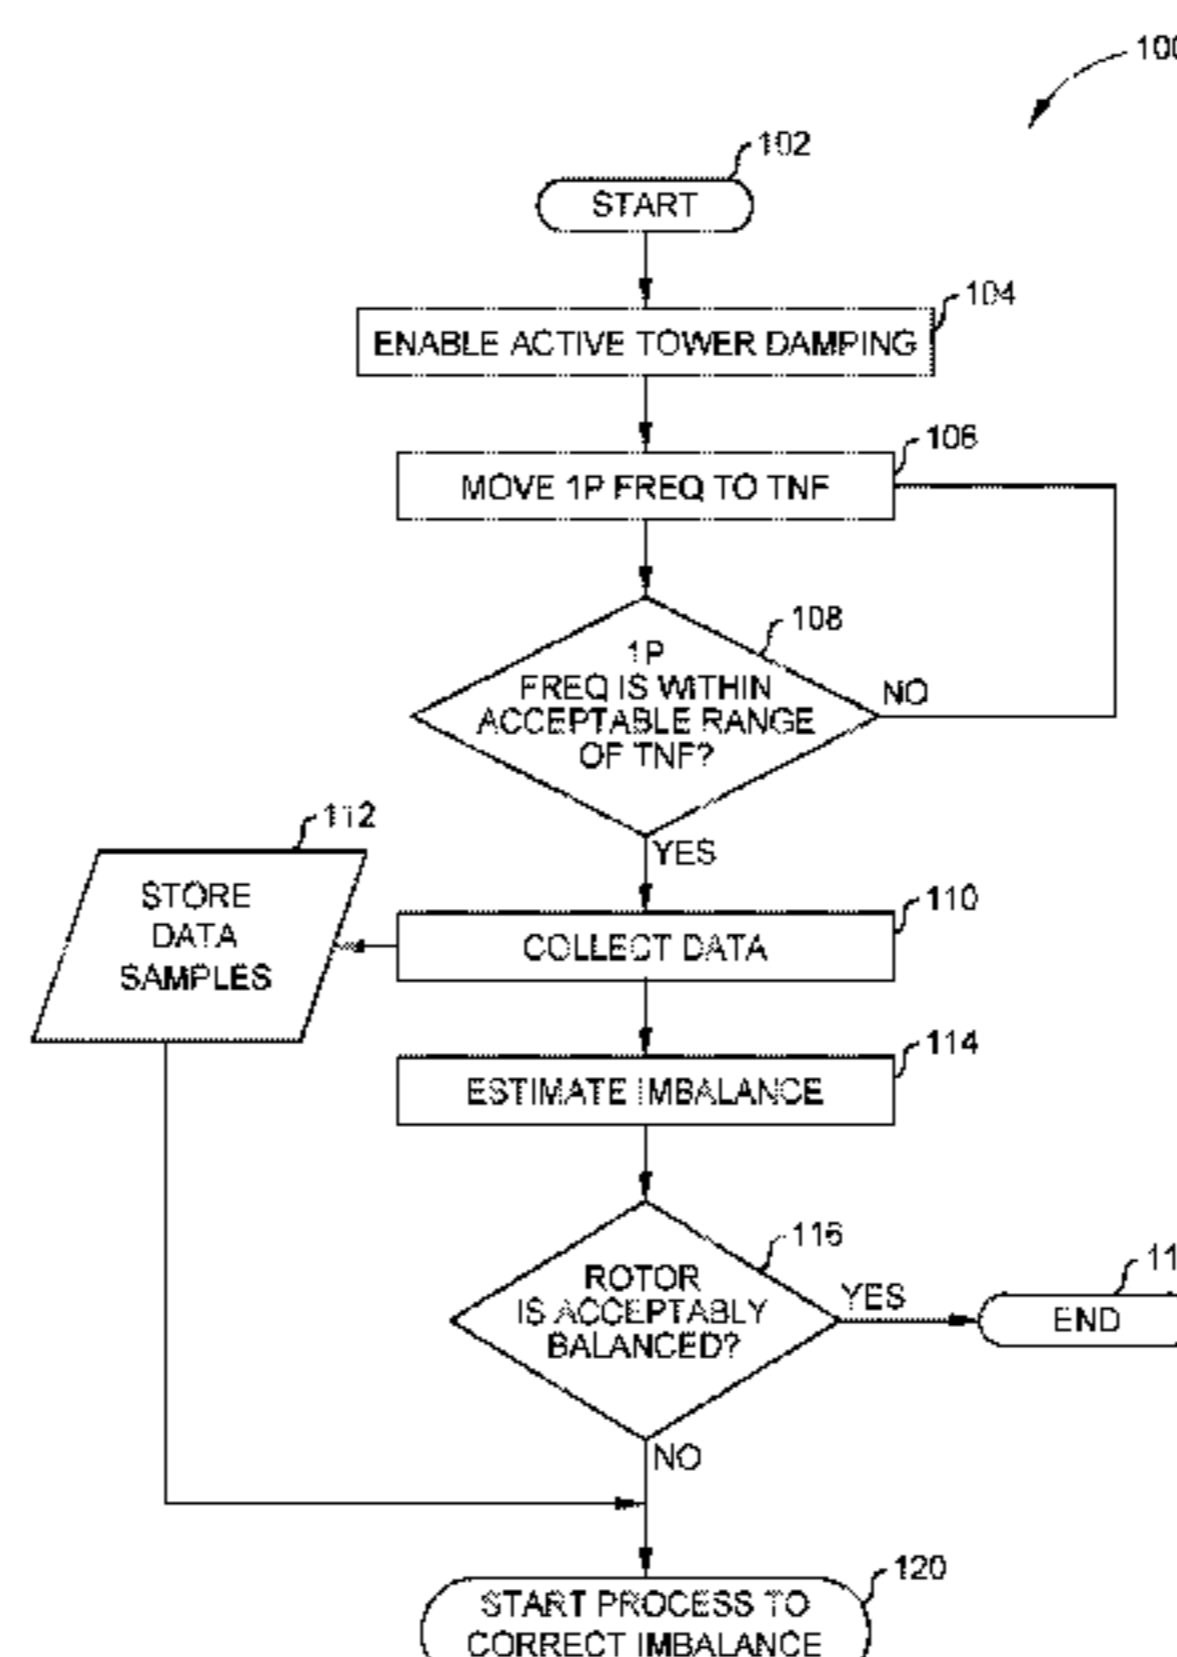 100
102
START
104
ENABLE ACTIVE TOWER DAMPING
106
MOVE 1P FREQ TO TNF
108
1P
FREQ IS WITHIN
ACCEPTABLE RANGE
OF TNF?
NO
YES
112
STORE
DATA
SAMPLES
110
COLLECT DATA
114
ESTIMATE IMBALANCE
116
ROTOR
IS ACCEPTABLY
BALANCED?
YES
11
END
NO
120
START PROCESS TO
CORRECT IMBALANCE